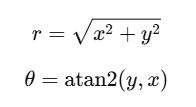 r = √(x² + y²)
θ = atan2(y, x)